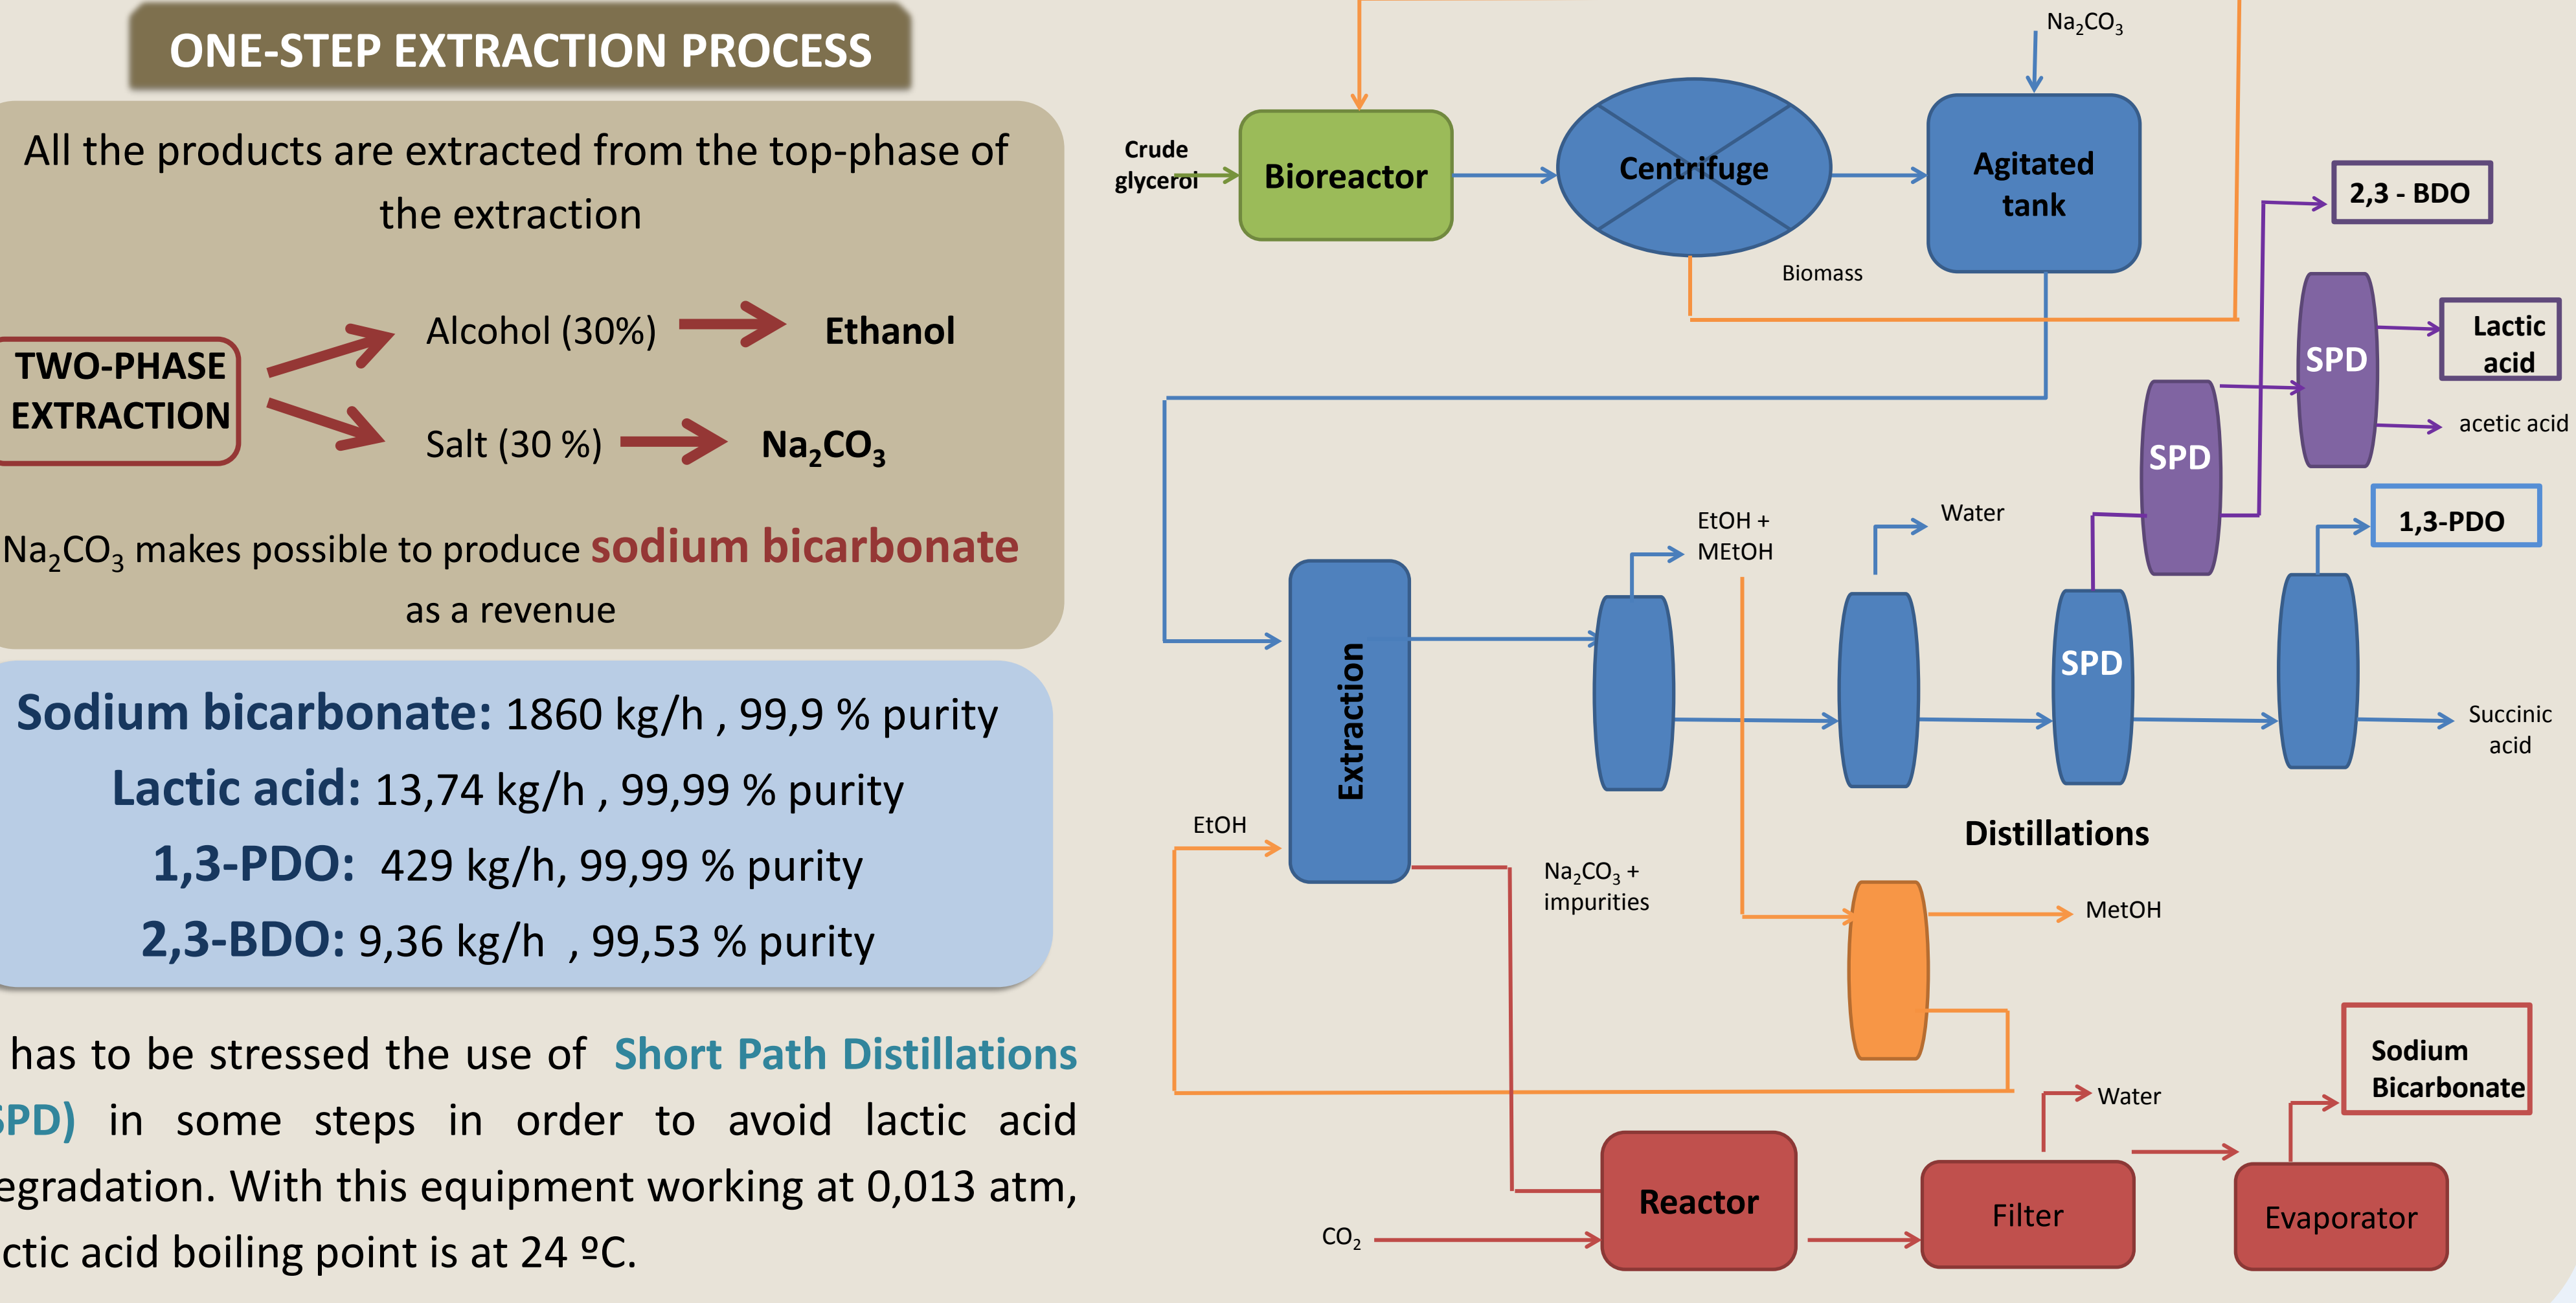 ONE-STEP EXTRACTION PROCESS
All the products are extracted from the top-phase of
the extraction
TWO-PHASE
EXTRACTION
Alcohol (30%)
Ethanol
Salt (30 %)
Na₂CO₃
Na₂CO₃ makes possible to produce sodium bicarbonate
as a revenue
Sodium bicarbonate: 1860 kg/h , 99,9 % purity
Lactic acid: 13,74 kg/h , 99,99 % purity
1,3-PDO: 429 kg/h, 99,99 % purity
2,3-BDO: 9,36 kg/h , 99,53 % purity
has to be stressed the use of Short Path Distillations
SPD) in some steps in order to avoid lactic acid
egradation. With this equipment working at 0,013 atm,
ctic acid boiling point is at 24 ºC.
Na₂CO₃
Crude
glycerol
Bioreactor
Centrifuge
Agitated
tank
Biomass
2,3 - BDO
SPD
Lactic
acid
acetic acid
SPD
1,3-PDO
EtOH +
MEtOH
Water
Extraction
SPD
Succinic
acid
Distillations
EtOH
Na₂CO₃ +
impurities
MetOH
Sodium
Bicarbonate
Water
Reactor
Filter
Evaporator
CO₂